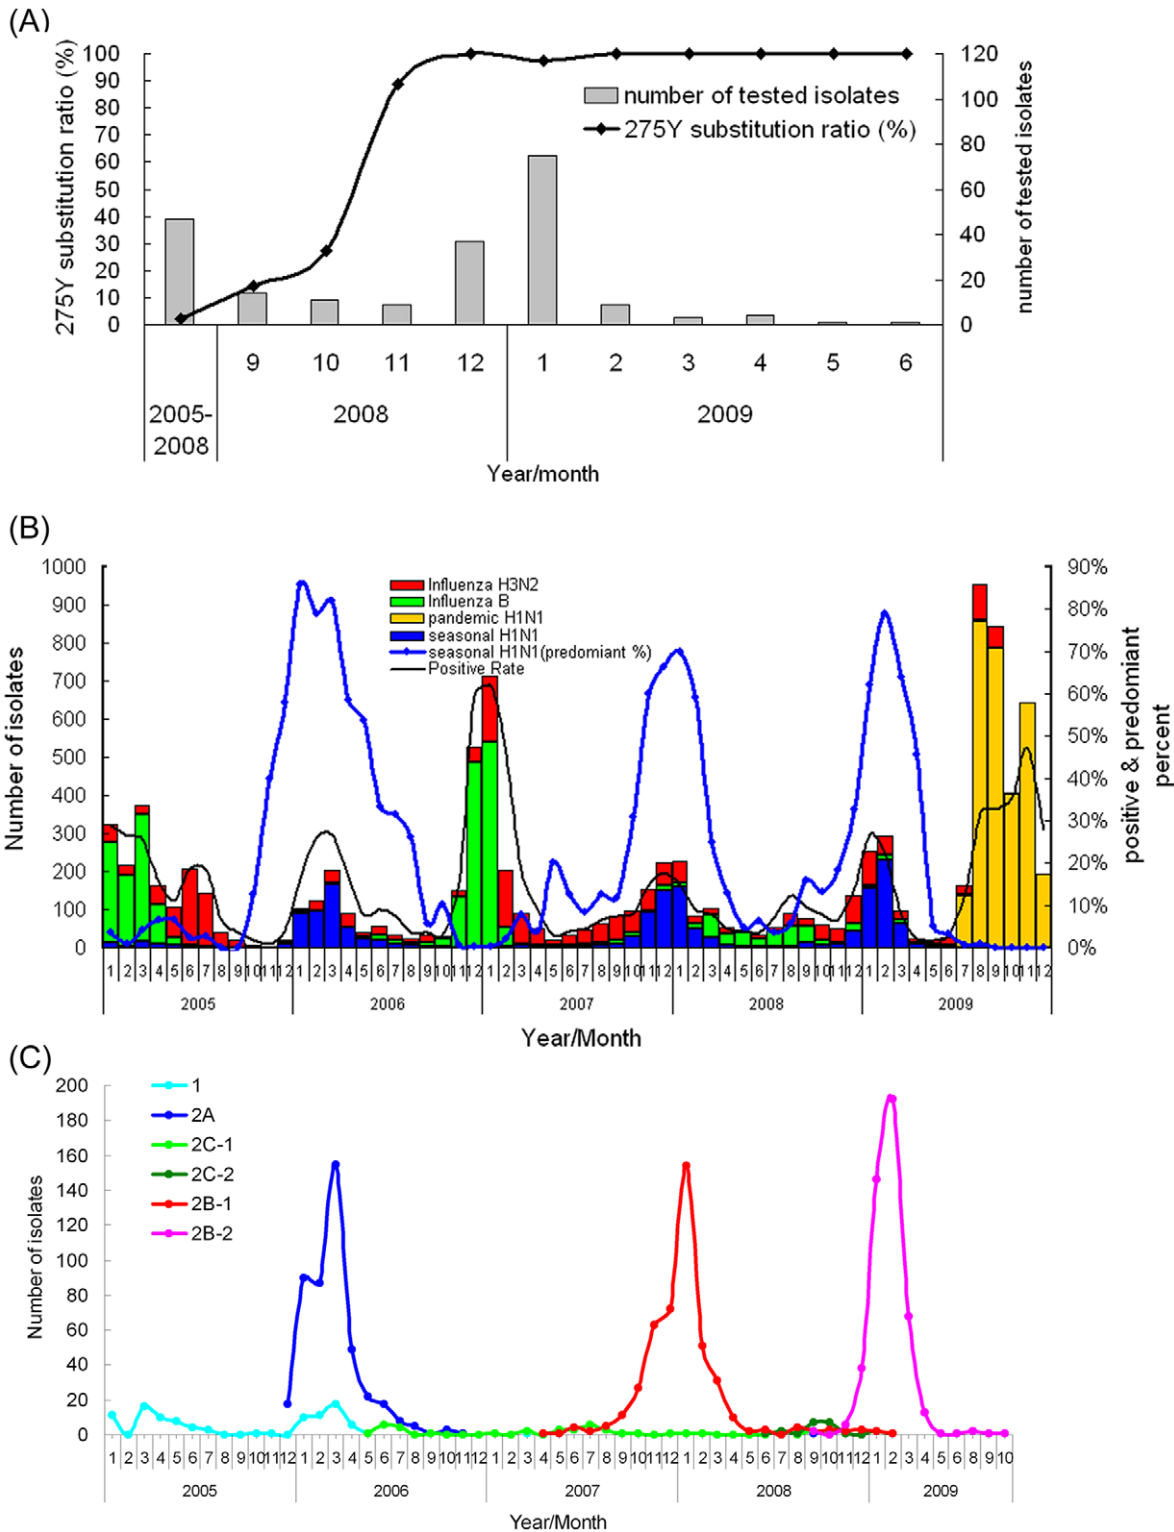 (A)
275Y substitution ratio (%)
100
90
80
70
60
50
40
30
20
10
0
number of tested isolates
275Y substitution ratio (%)
120
100
80
60
40
20
0
number of tested isolates
9 10 11 12 1 2 3 4 5 6
2005-
2008
2008
2009
Year/month
(B)
Number of isolates
1000
900
800
700
600
500
400
300
200
100
0
Influenza H3N2
Influenza B
pandemic H1N1
seasonal H1N1
seasonal H1N1(predomiant %)
Positive Rate
90%
80%
70%
60%
50%
40%
30%
20%
10%
0%
positive & predomiant
percent
1 2 3 4 5 6 7 8 9 10 11 12 1 2 3 4 5 6 7 8 9 10 11 12 1 2 3 4 5 6 7 8 9 10 11 12 1 2 3 4 5 6 7 8 9 10 11 12 1 2 3 4 5 6 7 8 9 10 11 12
2005 2006 2007 2008 2009
Year/Month
(C)
Number of isolates
200
180
160
140
120
100
80
60
40
20
0
1
2A
2C-1
2C-2
2B-1
2B-2
1 2 3 4 5 6 7 8 9 10 11 12 1 2 3 4 5 6 7 8 9 10 11 12 1 2 3 4 5 6 7 8 9 10 11 12 1 2 3 4 5 6 7 8 9 10 11 12 1 2 3 4 5 6 7 8 9 10
2005 2006 2007 2008 2009
Year/Month